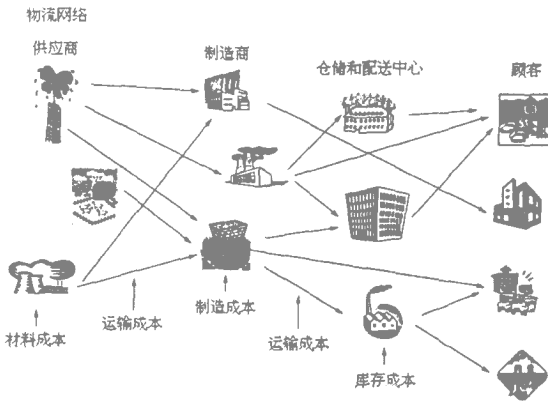 物流网络
供应商
制造商
仓储和配送中心
顾客
材料成本
运输成本
制造成本
运输成本
库存成本